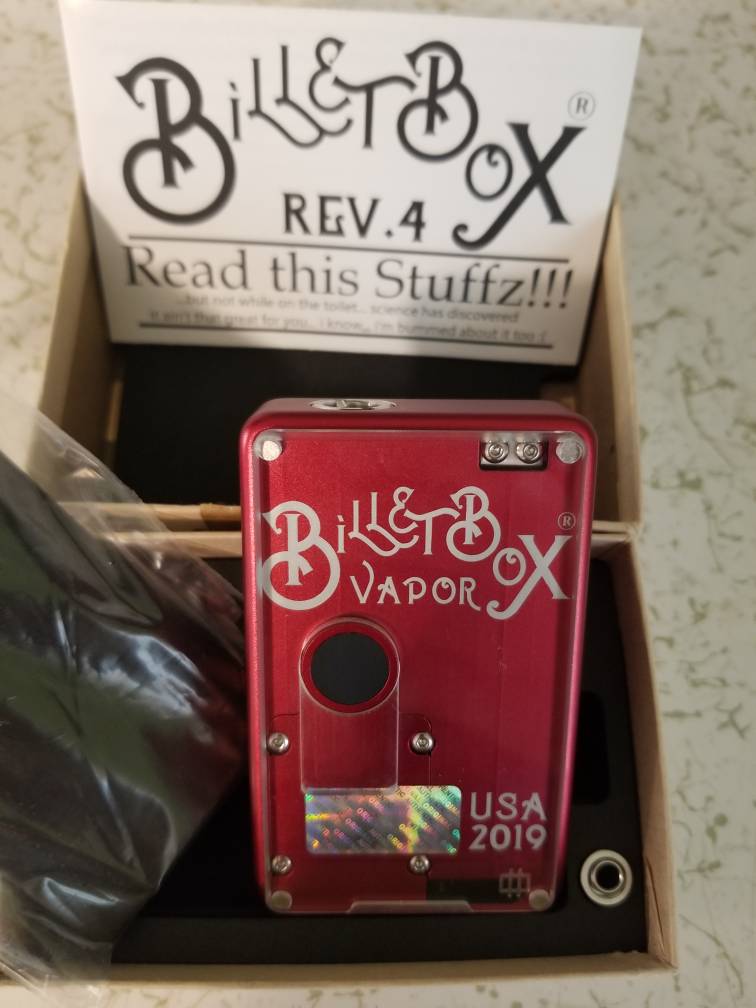 BilletBox®
REV.4
Read this Stuffz!!!
...but not while on the toilet... science has discovered
it ain't that great for you... i know... i'm bummed about it too :(
BilletBox®
VAPOR
USA
2019